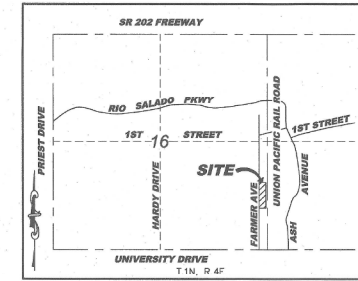 SR 202 FREEWAY
RIO SALADO PKWY
1ST STREET
1ST STREET
16
PRIEST DRIVE
HARDY DRIVE
SITE
FARMER AVE
UNION PACIFIC RAIL ROAD
ASH AVENUE
UNIVERSITY DRIVE
T1N, R 4E